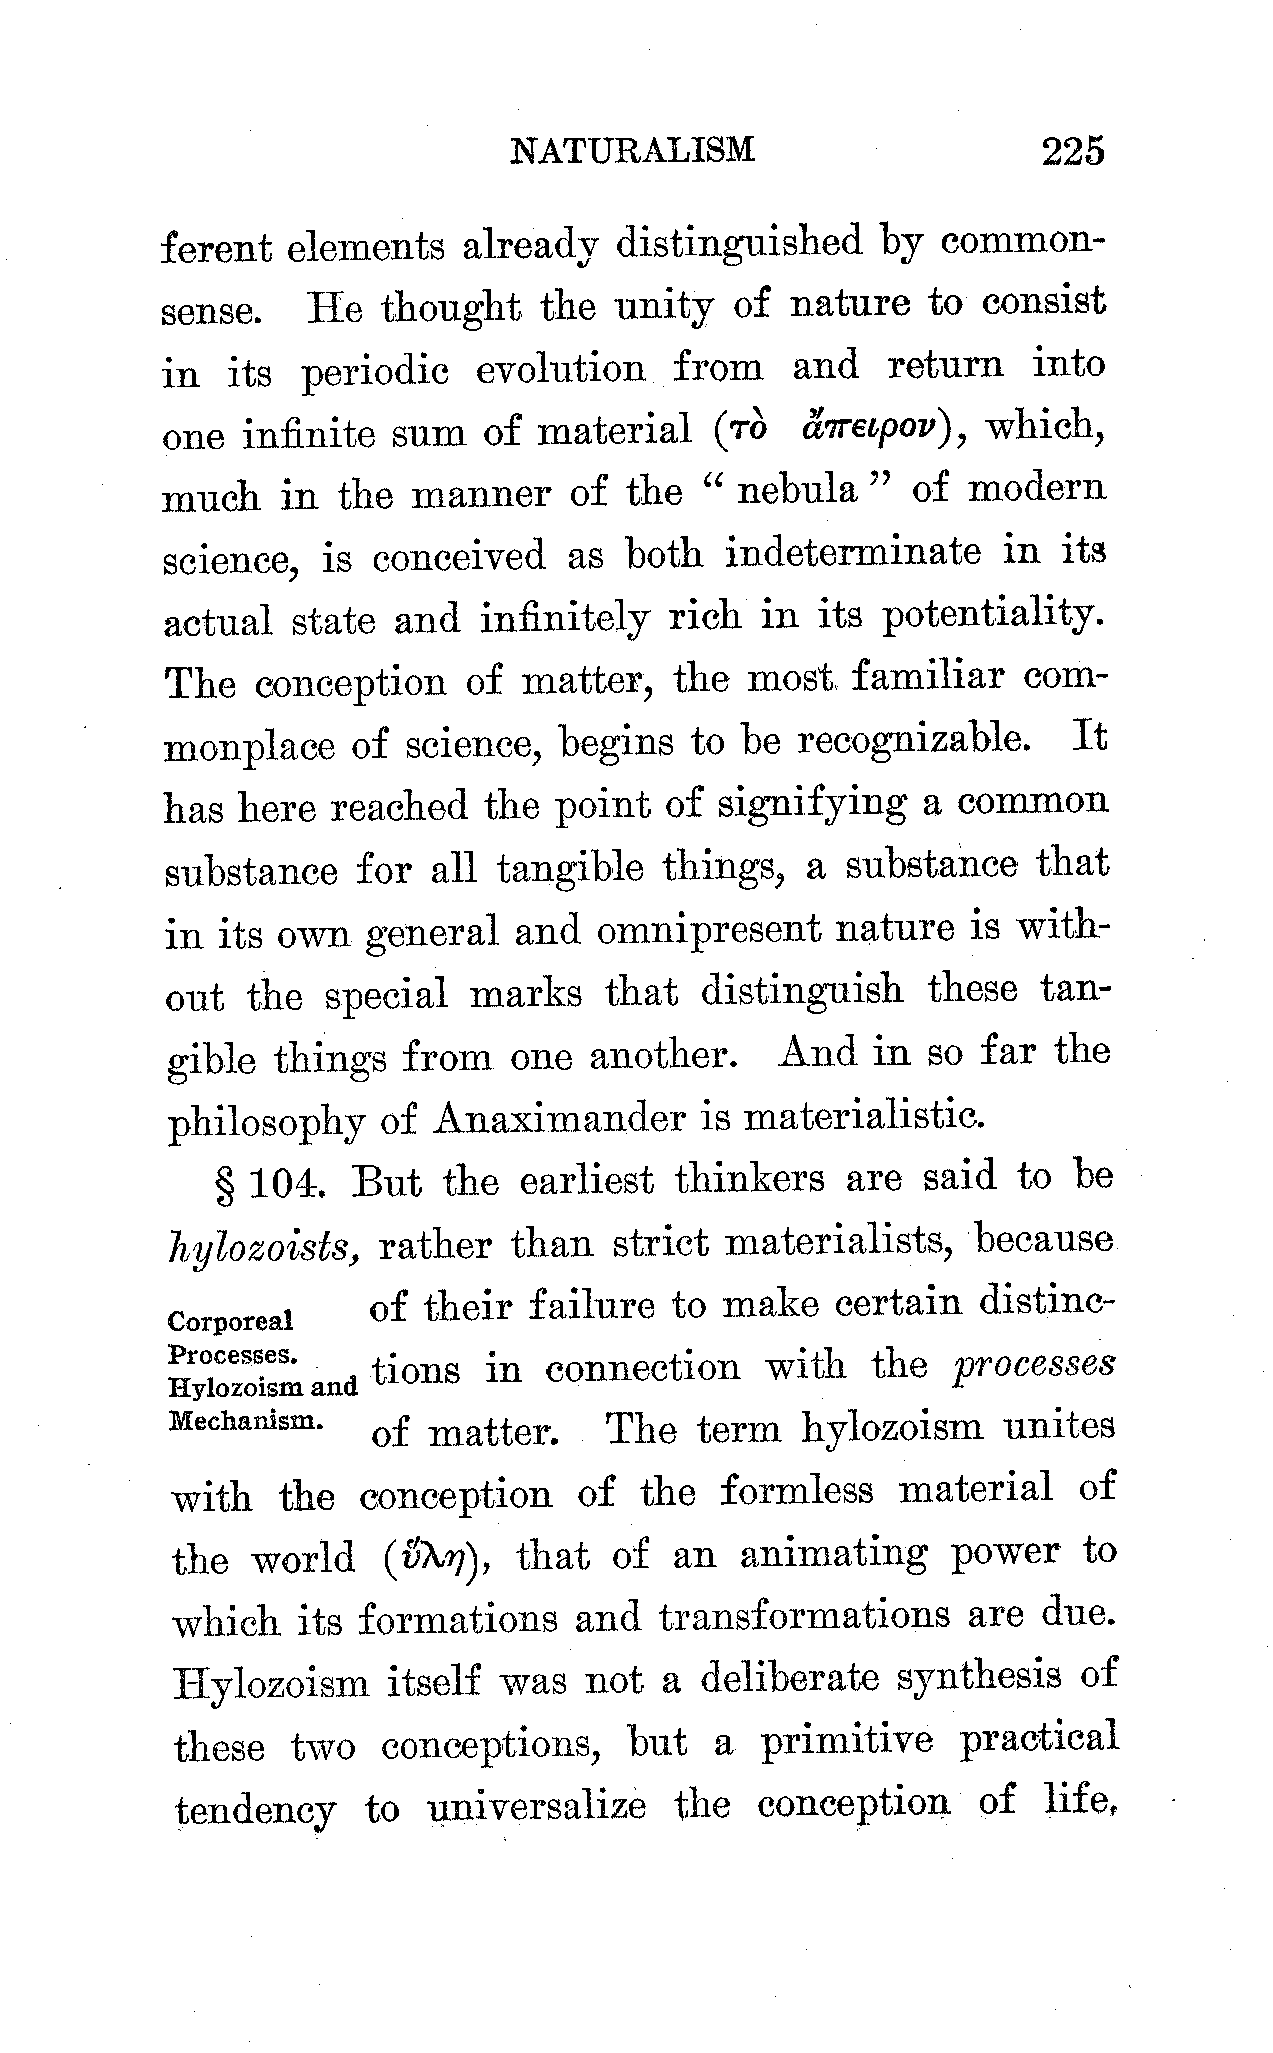 NATURALISM 225
ferent elements already distinguished by common-
sense. He thought the unity of nature to consist
in its periodic evolution from and return into
one infinite sum of material (τὸ ἄπειρον), which,
much in the manner of the “ nebula ” of modern
science, is conceived as both indeterminate in its
actual state and infinitely rich in its potentiality.
The conception of matter, the most familiar com-
monplace of science, begins to be recognizable. It
has here reached the point of signifying a common
substance for all tangible things, a substance that
in its own general and omnipresent nature is with-
out the special marks that distinguish these tan-
gible things from one another. And in so far the
philosophy of Anaximander is materialistic.
§ 104. But the earliest thinkers are said to be
hylozoists, rather than strict materialists, because
Corporeal
Processes.
Hylozoism and
Mechanism.
of their failure to make certain distinc-
tions in connection with the processes
of matter. The term hylozoism unites
with the conception of the formless material of
the world (ὕλη), that of an animating power to
which its formations and transformations are due.
Hylozoism itself was not a deliberate synthesis of
these two conceptions, but a primitive practical
tendency to universalize the conception of life,